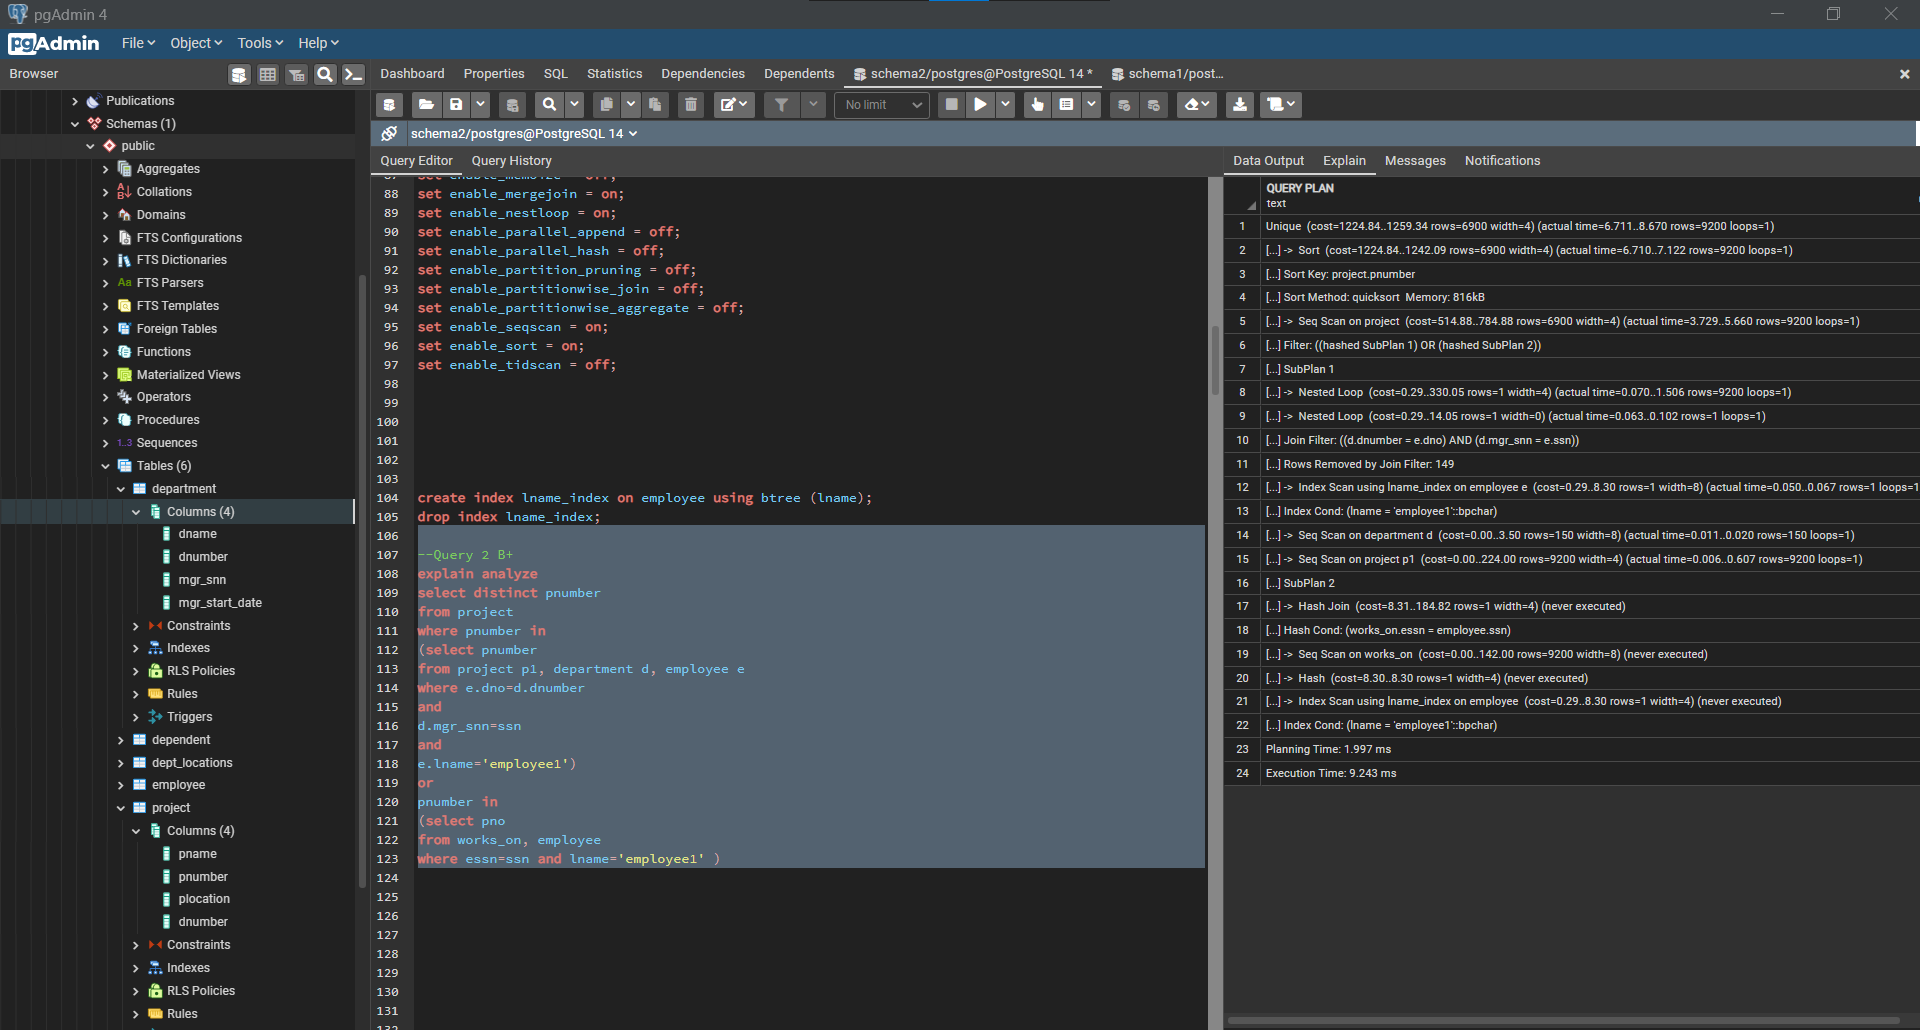 pgAdmin 4
pgAdmin
File
Object
Tools
Help
Browser
Dashboard
Properties
SQL
Statistics
Dependencies
Dependents
schema2/postgres@PostgreSQL 14 *
schema1/post...
No limit
schema2/postgres@PostgreSQL 14
Publications
Schemas (1)
public
Aggregates
Collations
Domains
FTS Configurations
FTS Dictionaries
Aa FTS Parsers
FTS Templates
Foreign Tables
Functions
Materialized Views
Operators
Procedures
1..3 Sequences
Tables (6)
department
Columns (4)
dname
dnumber
mgr_snn
mgr_start_date
Constraints
Indexes
RLS Policies
Rules
Triggers
dependent
dept_locations
employee
project
Columns (4)
pname
pnumber
plocation
dnumber
Constraints
Indexes
RLS Policies
Rules
Query Editor
Query History
88 set enable_mergejoin = on;
89 set enable_nestloop = on;
90 set enable_parallel_append = off;
91 set enable_parallel_hash = off;
92 set enable_partition_pruning = off;
93 set enable_partitionwise_join = off;
94 set enable_partitionwise_aggregate = off;
95 set enable_seqscan = on;
96 set enable_sort = on;
97 set enable_tidscan = off;
98
99
100
101
102
103
104 create index lname_index on employee using btree (lname);
105 drop index lname_index;
106
107 --Query 2 B+
108 explain analyze
109 select distinct pnumber
110 from project
111 where pnumber in
112 (select pnumber
113 from project p1, department d, employee e
114 where e.dno=d.dnumber
115 and
116 d.mgr_snn=ssn
117 and
118 e.lname='employee1')
119 or
120 pnumber in
121 (select pno
122 from works_on, employee
123 where essn=ssn and lname='employee1' )
124
125
126
127
128
129
130
131
Data Output
Explain
Messages
Notifications
QUERY PLAN
text
1 Unique (cost=1224.84..1259.34 rows=6900 width=4) (actual time=6.711..8.670 rows=9200 loops=1)
2 [...] -> Sort (cost=1224.84..1242.09 rows=6900 width=4) (actual time=6.710..7.122 rows=9200 loops=1)
3 [...] Sort Key: project.pnumber
4 [...] Sort Method: quicksort Memory: 816kB
5 [...] -> Seq Scan on project (cost=514.88..784.88 rows=6900 width=4) (actual time=3.729..5.660 rows=9200 loops=1)
6 [...] Filter: ((hashed SubPlan 1) OR (hashed SubPlan 2))
7 [...] SubPlan 1
8 [...] -> Nested Loop (cost=0.29..330.05 rows=1 width=4) (actual time=0.070..1.506 rows=9200 loops=1)
9 [...] -> Nested Loop (cost=0.29..14.05 rows=1 width=0) (actual time=0.063..0.102 rows=1 loops=1)
10 [...] Join Filter: ((d.dnumber = e.dno) AND (d.mgr_snn = e.ssn))
11 [...] Rows Removed by Join Filter: 149
12 [...] -> Index Scan using lname_index on employee e (cost=0.29..8.30 rows=1 width=8) (actual time=0.050..0.067 rows=1 loops=1
13 [...] Index Cond: (lname = 'employee1'::bpchar)
14 [...] -> Seq Scan on department d (cost=0.00..3.50 rows=150 width=8) (actual time=0.011..0.020 rows=150 loops=1)
15 [...] -> Seq Scan on project p1 (cost=0.00..224.00 rows=9200 width=4) (actual time=0.006..0.607 rows=9200 loops=1)
16 [...] SubPlan 2
17 [...] -> Hash Join (cost=8.31..184.82 rows=1 width=4) (never executed)
18 [...] Hash Cond: (works_on.essn = employee.ssn)
19 [...] -> Seq Scan on works_on (cost=0.00..142.00 rows=9200 width=8) (never executed)
20 [...] -> Hash (cost=8.30..8.30 rows=1 width=4) (never executed)
21 [...] -> Index Scan using lname_index on employee (cost=0.29..8.30 rows=1 width=4) (never executed)
22 [...] Index Cond: (lname = 'employee1'::bpchar)
23 Planning Time: 1.997 ms
24 Execution Time: 9.243 ms